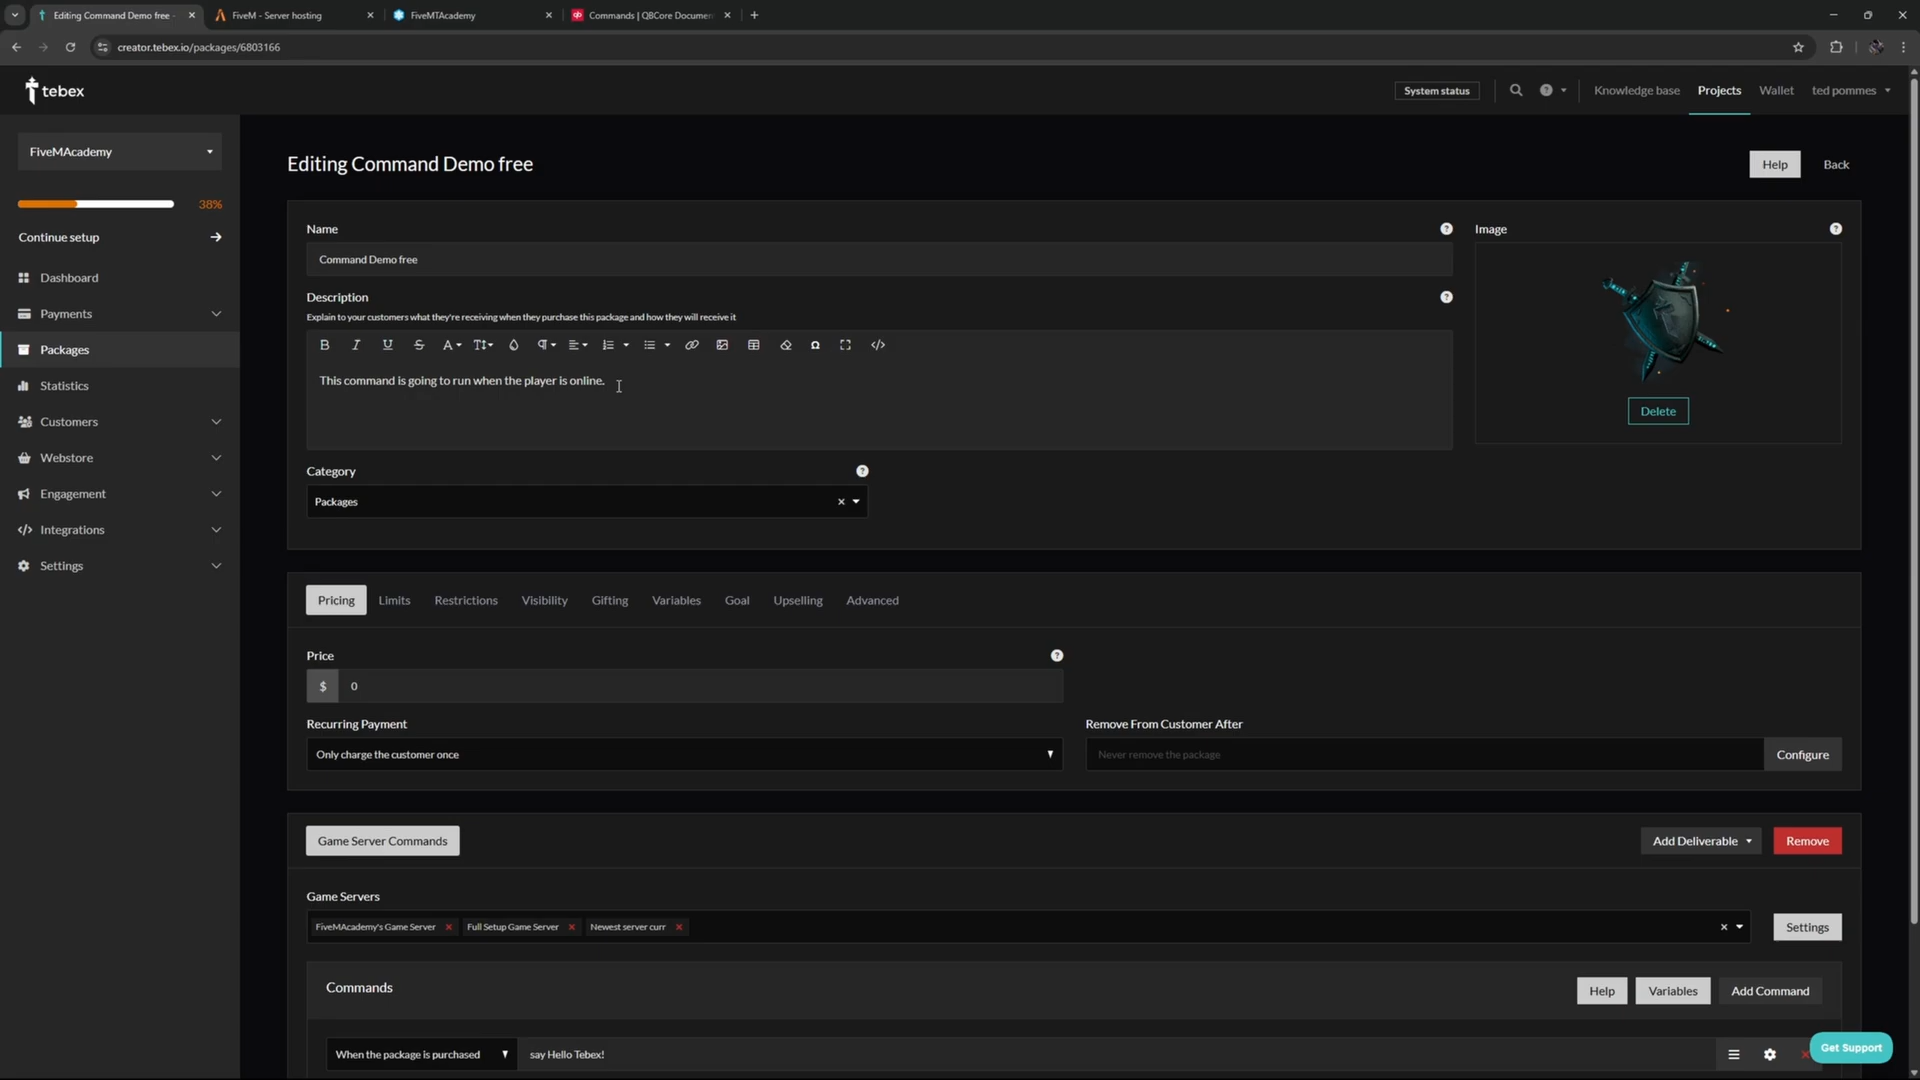 Editing Command Demo free -
FiveM - Server hosting
FiveMTAcademy
Commands | QBCore Documen
creator.tebex.io/packages/6803166
tebex
System status
Knowledge base
Projects
Wallet
ted pommes
FiveMAcademy
38%
Continue setup
Dashboard
Payments
Packages
Statistics
Customers
Webstore
Engagement
Integrations
Settings
Editing Command Demo free
Help
Back
Name
Command Demo free
Description
Explain to your customers what they're receiving when they purchase this package and how they will receive it
This command is going to run when the player is online.
Category
Packages
Image
Delete
Pricing
Limits
Restrictions
Visibility
Gifting
Variables
Goal
Upselling
Advanced
Price
$ 0
Recurring Payment
Only charge the customer once
Remove From Customer After
Never remove the package
Configure
Game Server Commands
Add Deliverable
Remove
Game Servers
FiveMAcademy's Game Server
Full Setup Game Server
Newest server curr
Settings
Commands
Help
Variables
Add Command
When the package is purchased
say Hello Tebex!
Get Support